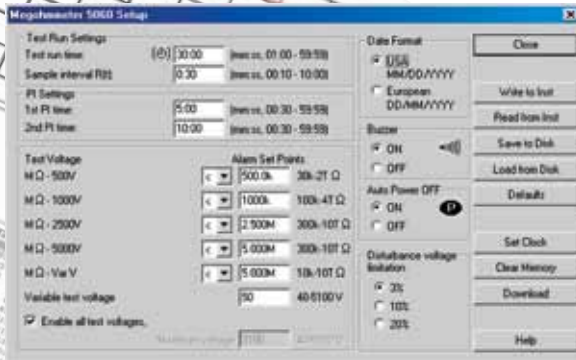 Megohmmeter 5060 Setup
Test Run Settings
Test run time: 30:00 (mm:ss, 01:00 - 59:59)
Sample interval R(t): 0:30 (mm:ss, 00:10 - 10:00)
PI Settings
1st PI time: 5:00 (mm:ss, 00:30 - 59:59)
2nd PI time: 10:00 (mm:ss, 00:30 - 59:59)
Test Voltage Alarm Set Points
MΩ - 500V < 500.0k 30k-2T Ω
MΩ - 1000V < 1000k 100k-4T Ω
MΩ - 2500V < 2.500M 300k-10T Ω
MΩ - 5000V < 5.000M 300k-10T Ω
MΩ - Var V < 5.000M 10k-10T Ω
Variable test voltage 50 40-5100 V
Enable all test voltages.
Date Format
USA
MM/DD/YYYY
European
DD/MM/YYYY
Buzzer
ON
OFF
Auto Power OFF
ON P
OFF
Disturbance voltage
limitation
3%
10%
20%
Close
Write to Inst
Read from Inst
Save to Disk
Load from Disk
Defaults
Set Clock
Clear Memory
Download
Help